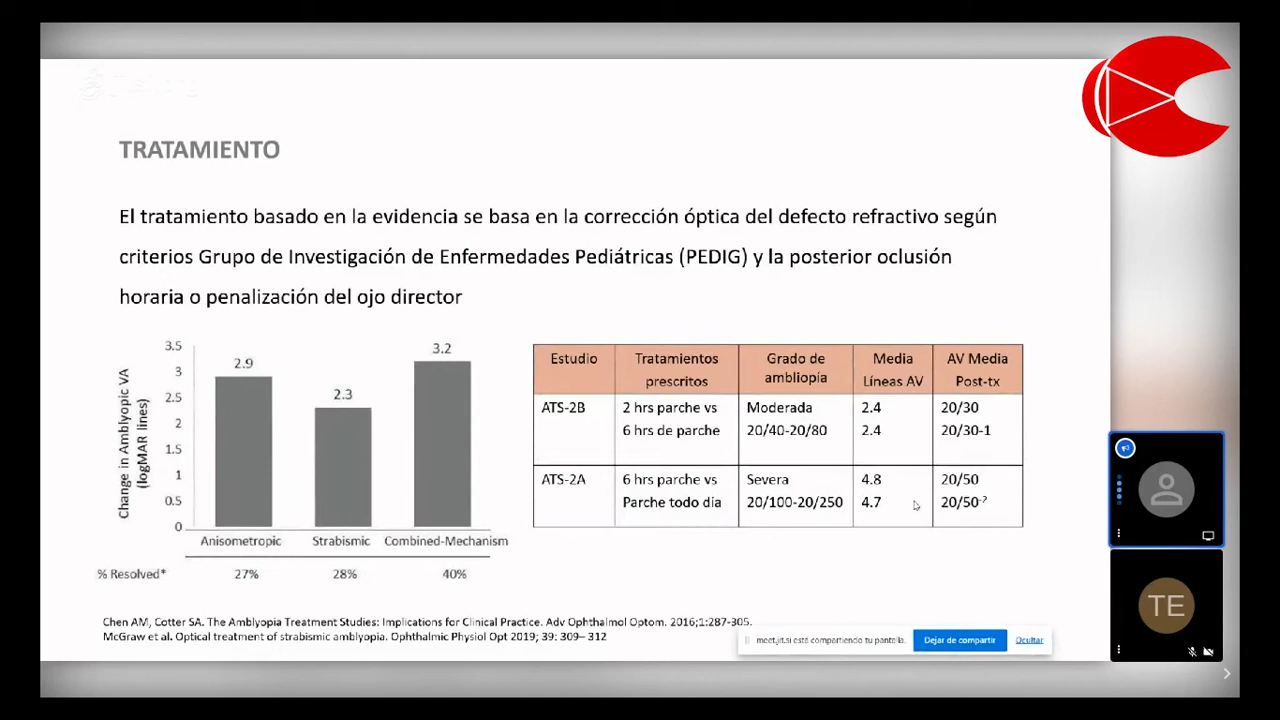 TRATAMIENTO
El tratamiento basado en la evidencia se basa en la corrección óptica del defecto refractivo según
criterios Grupo de Investigación de Enfermedades Pediátricas (PEDIG) y la posterior oclusión
horaria o penalización del ojo director
Change in Amblyopic VA
(logMAR lines)
3.5
3
2.5
2
1.5
1
0.5
0
2.9
2.3
3.2
Anisometropic Strabismic Combined-Mechanism
% Resolved* 27% 28% 40%
Estudio
Tratamientos
prescritos
Grado de
ambliopía
Media
Líneas AV
AV Media
Post-tx
ATS-2B
2 hrs parche vs
6 hrs de parche
Moderada
20/40-20/80
2.4
2.4
20/30
20/30-1
ATS-2A
6 hrs parche vs
Parche todo día
Severa
20/100-20/250
4.8
4.7
20/50
20/50-2
Chen AM, Cotter SA. The Amblyopia Treatment Studies: Implications for Clinical Practice. Adv Ophthalmol Optom. 2016;1:287-305.
McGraw et al. Optical treatment of strabismic amblyopia. Ophthalmic Physiol Opt 2019; 39: 309– 312
meet.jit.si está compartiendo tu pantalla. Dejar de compartir Ocultar
TE